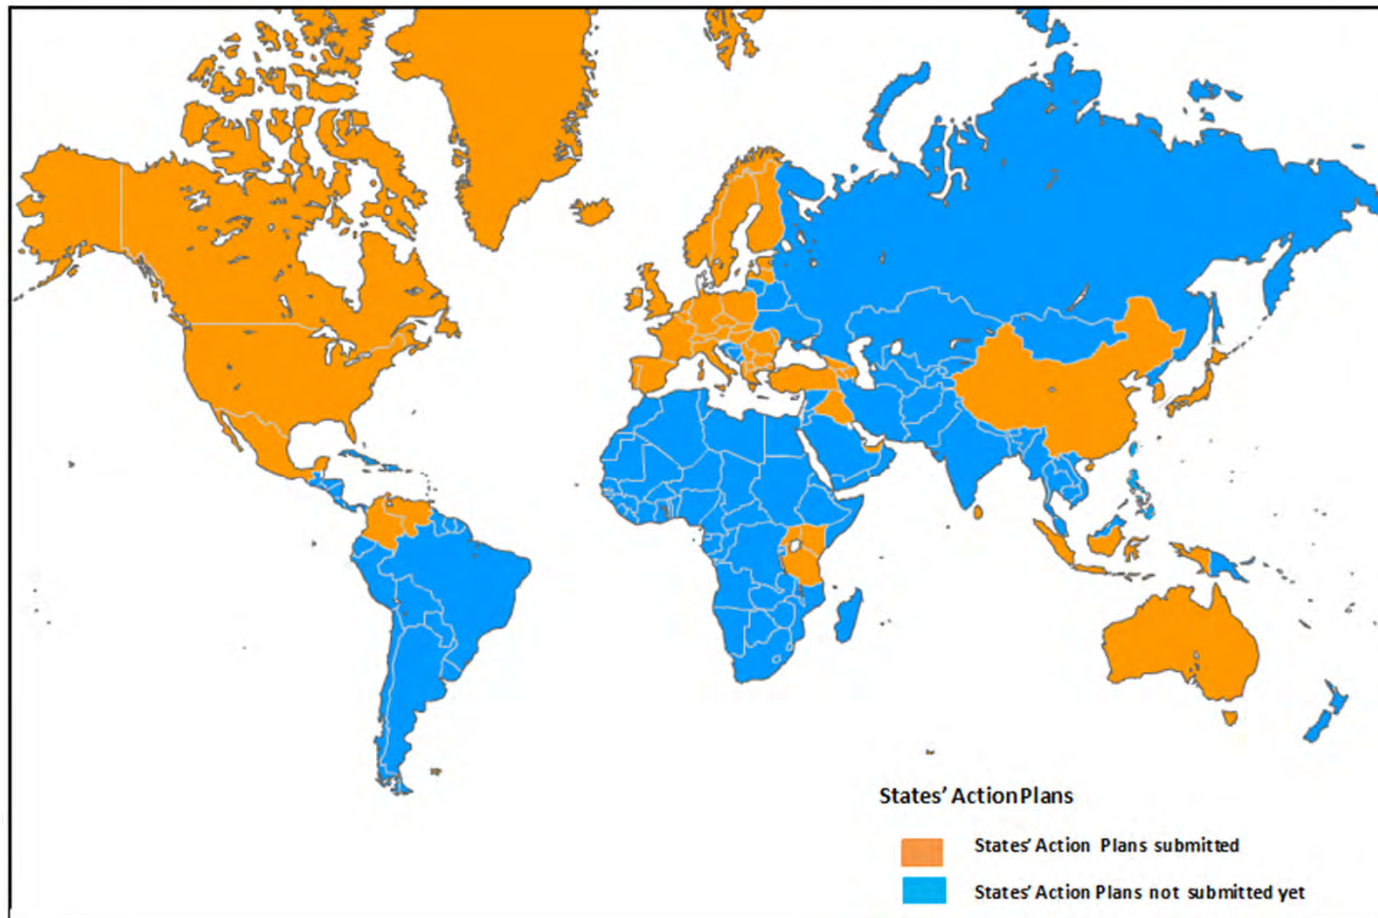 States' Action Plans
States' Action Plans submitted
States' Action Plans not submitted yet